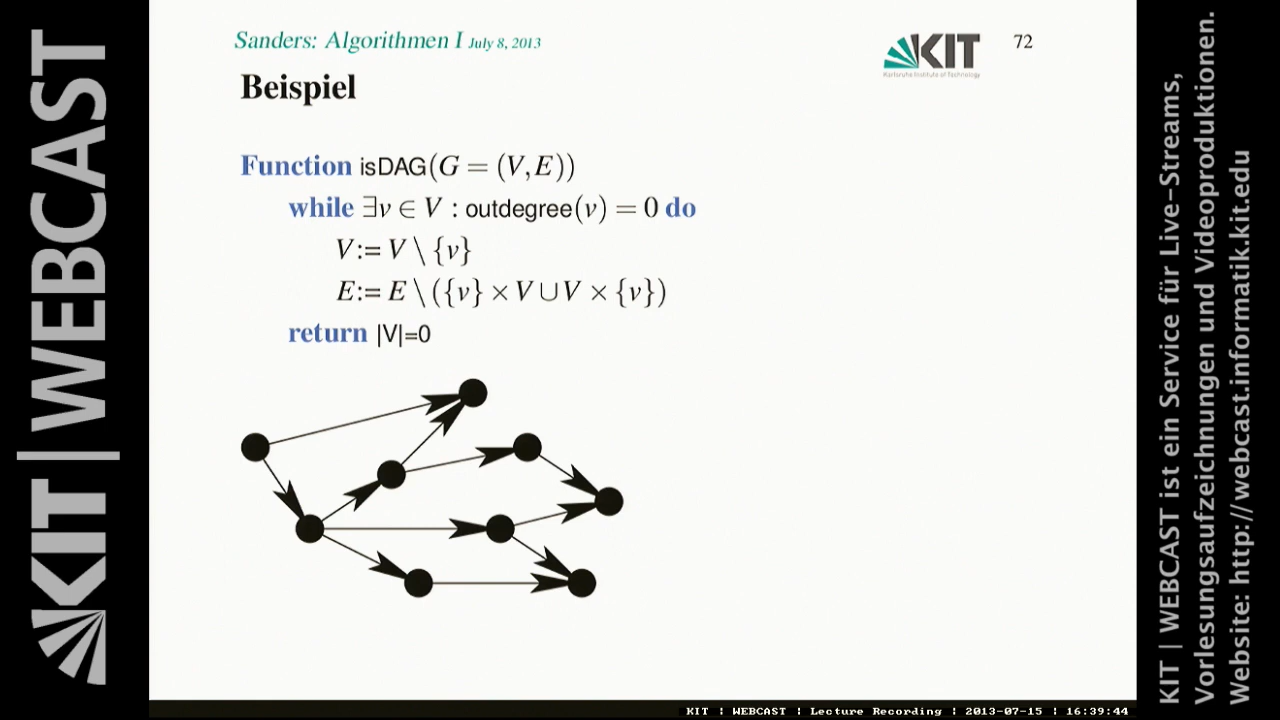 KIT | WEBCAST
Sanders: Algorithmen I July 8, 2013
KIT
Karlsruhe Institute of Technology
72
Beispiel
Function isDAG(G = (V,E))
while ∃v ∈ V : outdegree(v) = 0 do
V:= V \ {v}
E:= E \ ({v} × V ∪ V × {v})
return |V|=0
KIT | WEBCAST ist ein Service für Live-Streams,
Vorlesungsaufzeichnungen und Videoproduktionen.
Website: http://webcast.informatik.kit.edu
KIT | WEBCAST | Lecture Recording | 2013-07-15 | 16:39:44